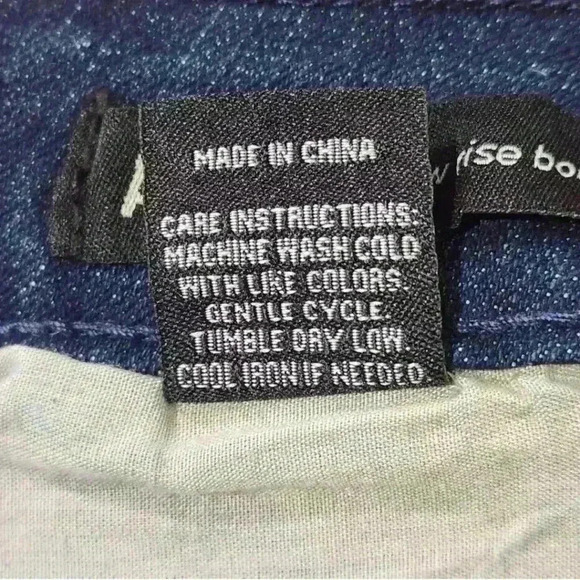 MADE IN CHINA
CARE INSTRUCTIONS:
MACHINE WASH COLD
WITH LIKE COLORS.
GENTLE CYCLE.
TUMBLE DRY LOW.
COOL IRON IF NEEDED